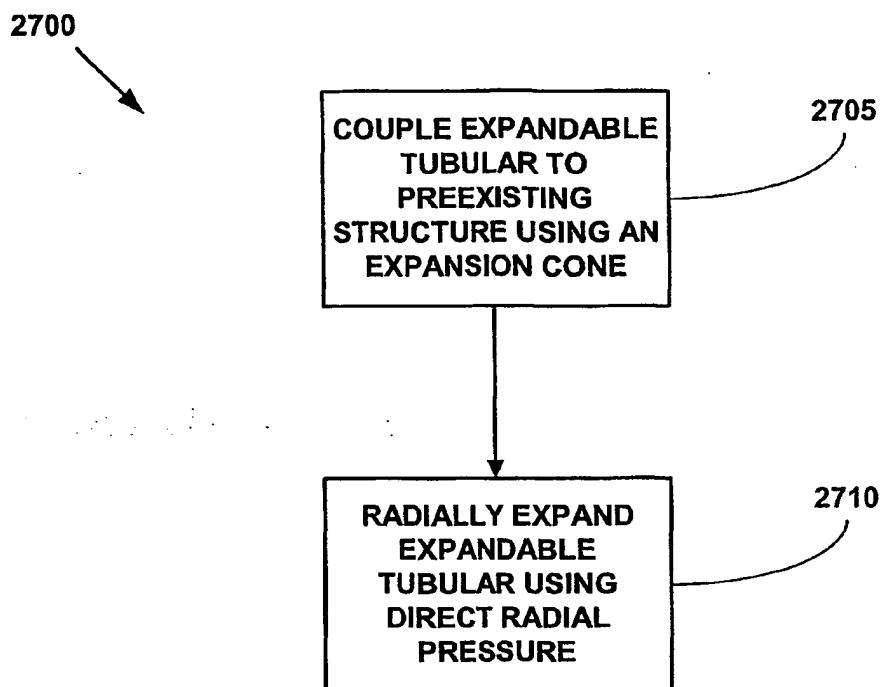 2700
COUPLE EXPANDABLE
TUBULAR TO
PREEXISTING
STRUCTURE USING AN
EXPANSION CONE
2705
RADIALLY EXPAND
EXPANDABLE
TUBULAR USING
DIRECT RADIAL
PRESSURE
2710